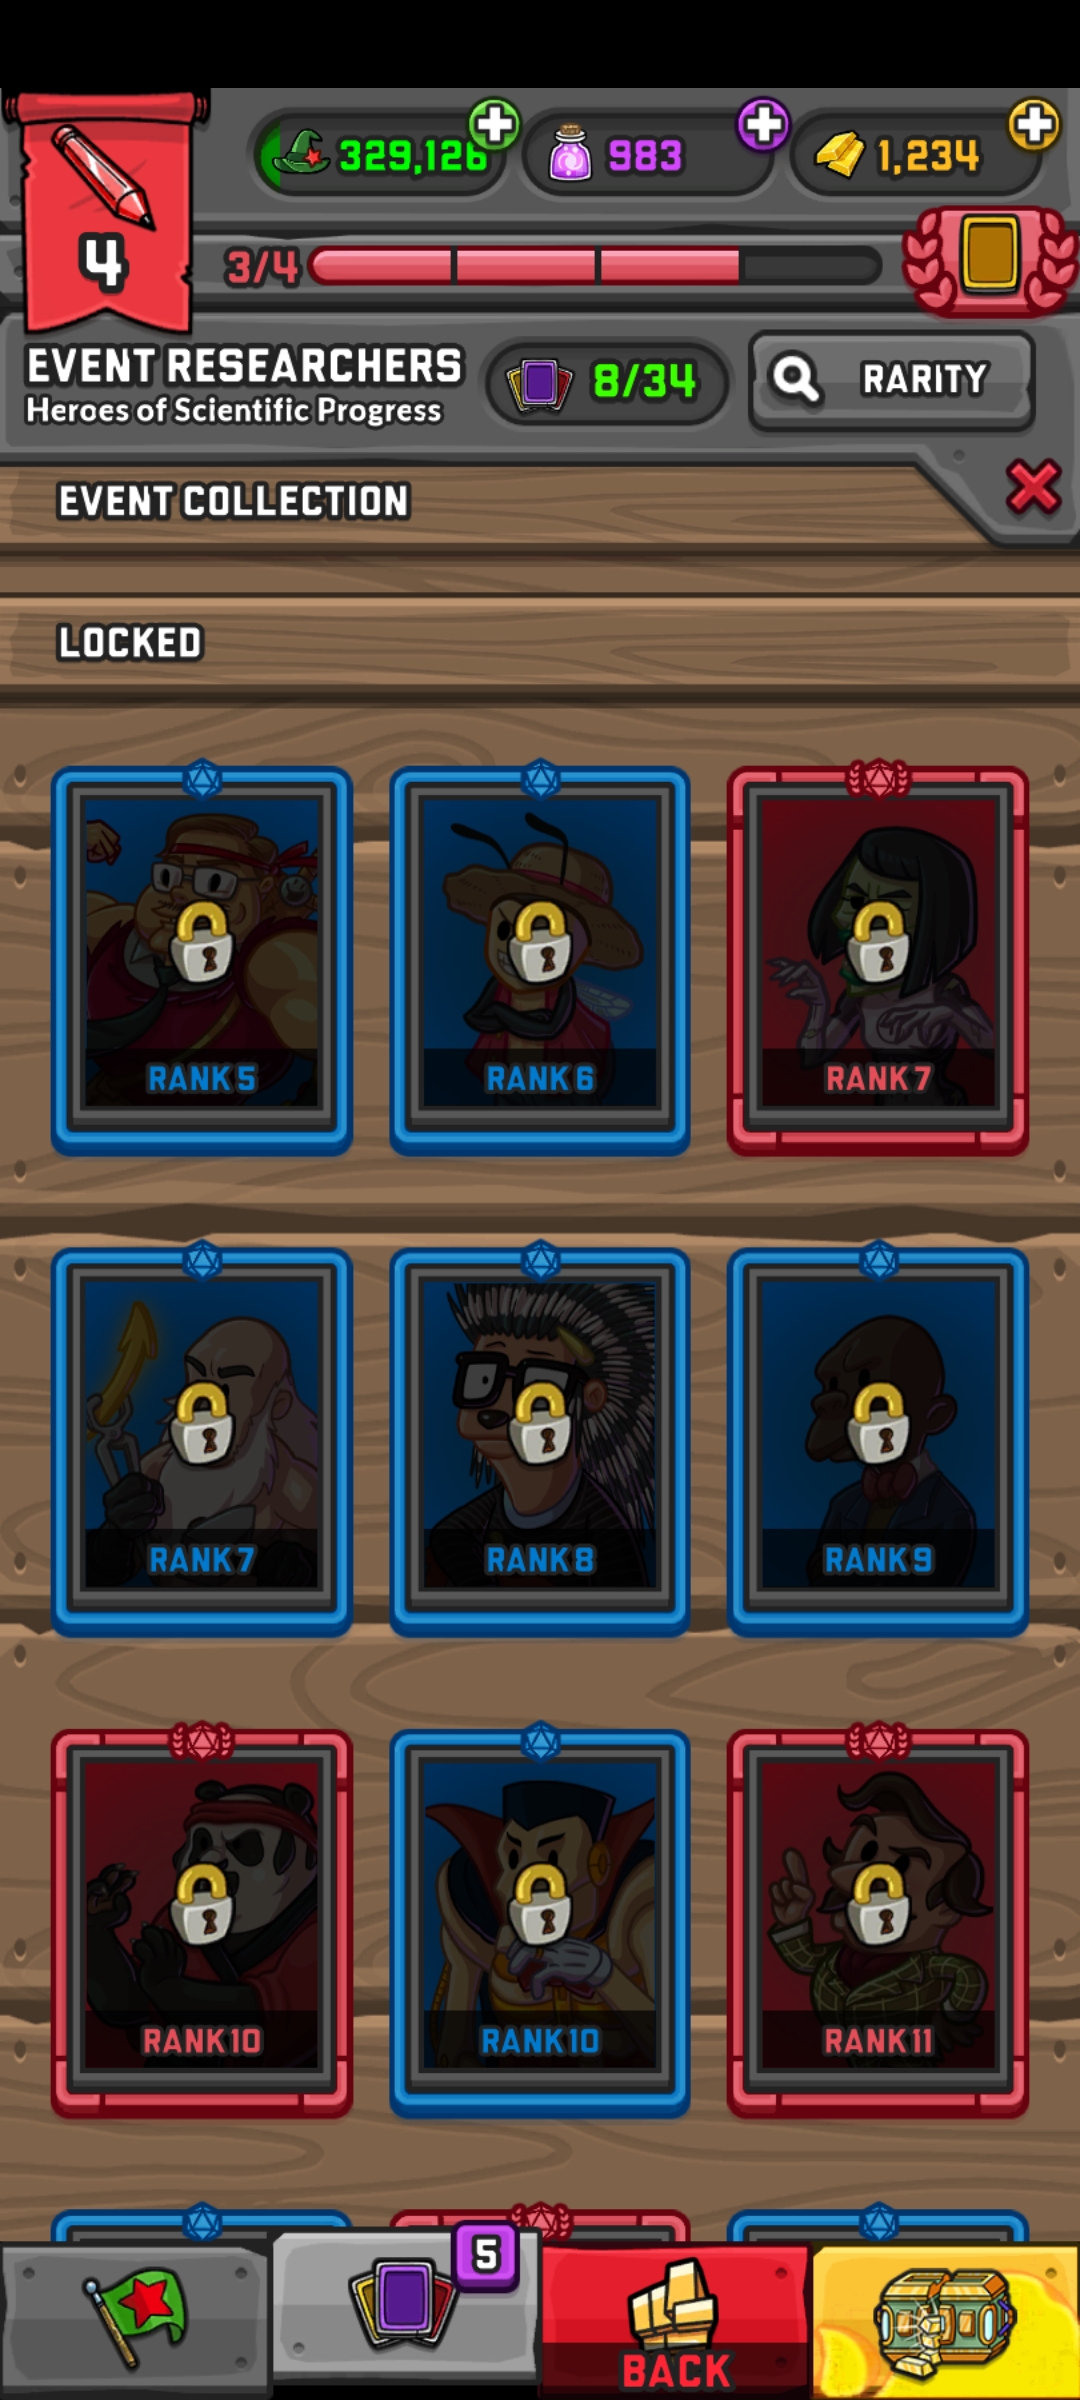 329,126
983
1,234
4
3/4
EVENT RESEARCHERS
Heroes of Scientific Progress
8/34
RARITY
EVENT COLLECTION
LOCKED
RANK 5
RANK 6
RANK 7
RANK 7
RANK 8
RANK 9
RANK 10
RANK 10
RANK 11
5
BACK